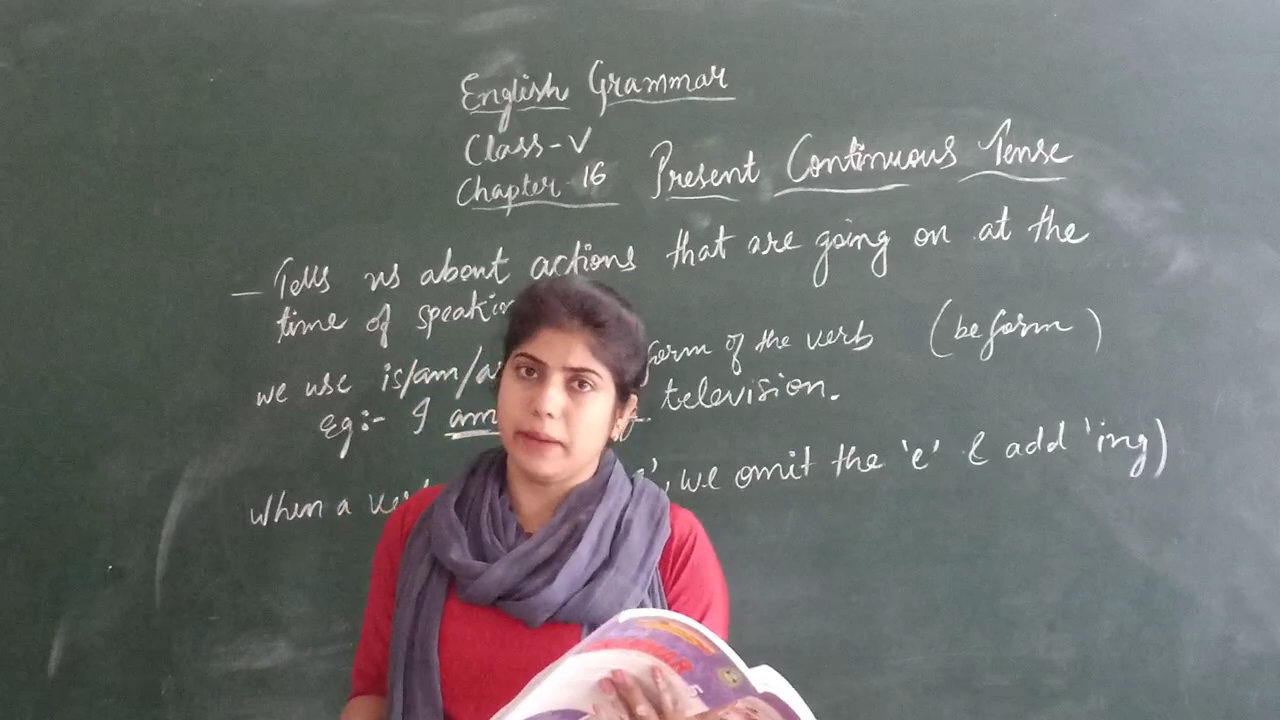 English Grammar
Class-V
Chapter-16 Present Continuous Tense
— Tells us about actions that are going on at the
time of
we use is/am/ form of the verb (be form)
Eg:- I am television.
When a we omit the 'e' & add 'ing)